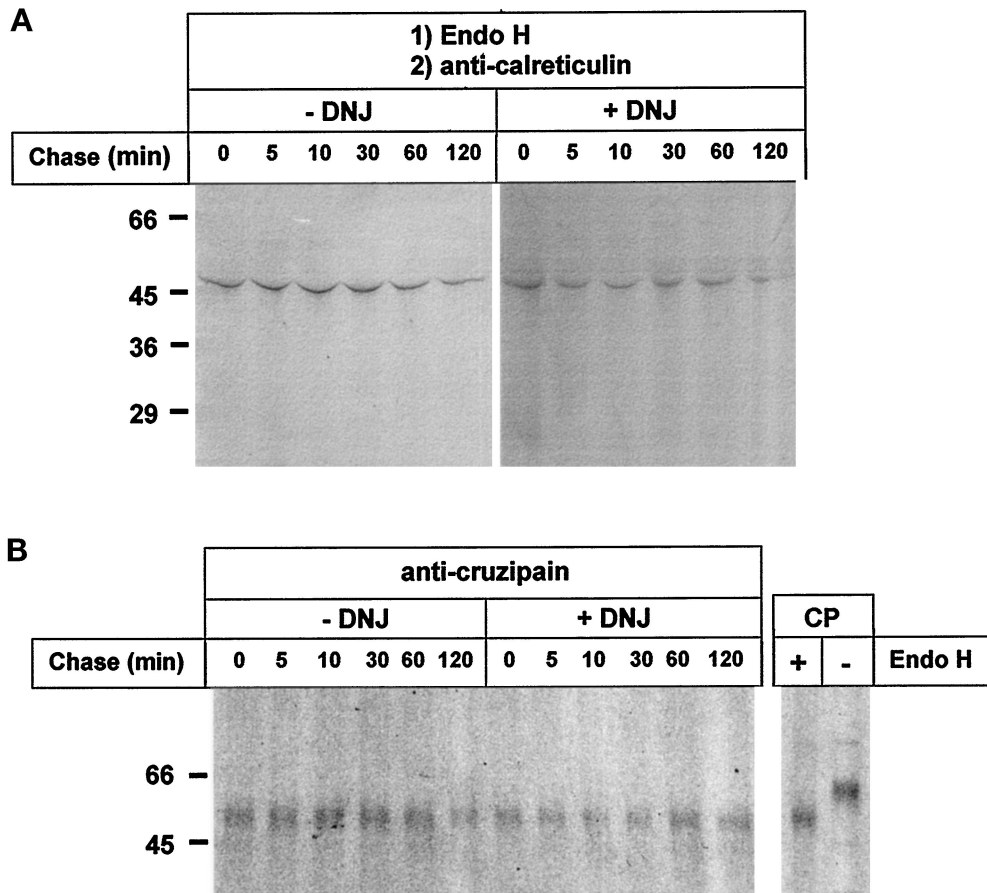 A
1) Endo H
2) anti-calreticulin
- DNJ + DNJ
Chase (min) 0 5 10 30 60 120 0 5 10 30 60 120
66
45
36
29
B
anti-cruzipain
- DNJ + DNJ CP
Chase (min) 0 5 10 30 60 120 0 5 10 30 60 120 + - Endo H
66
45